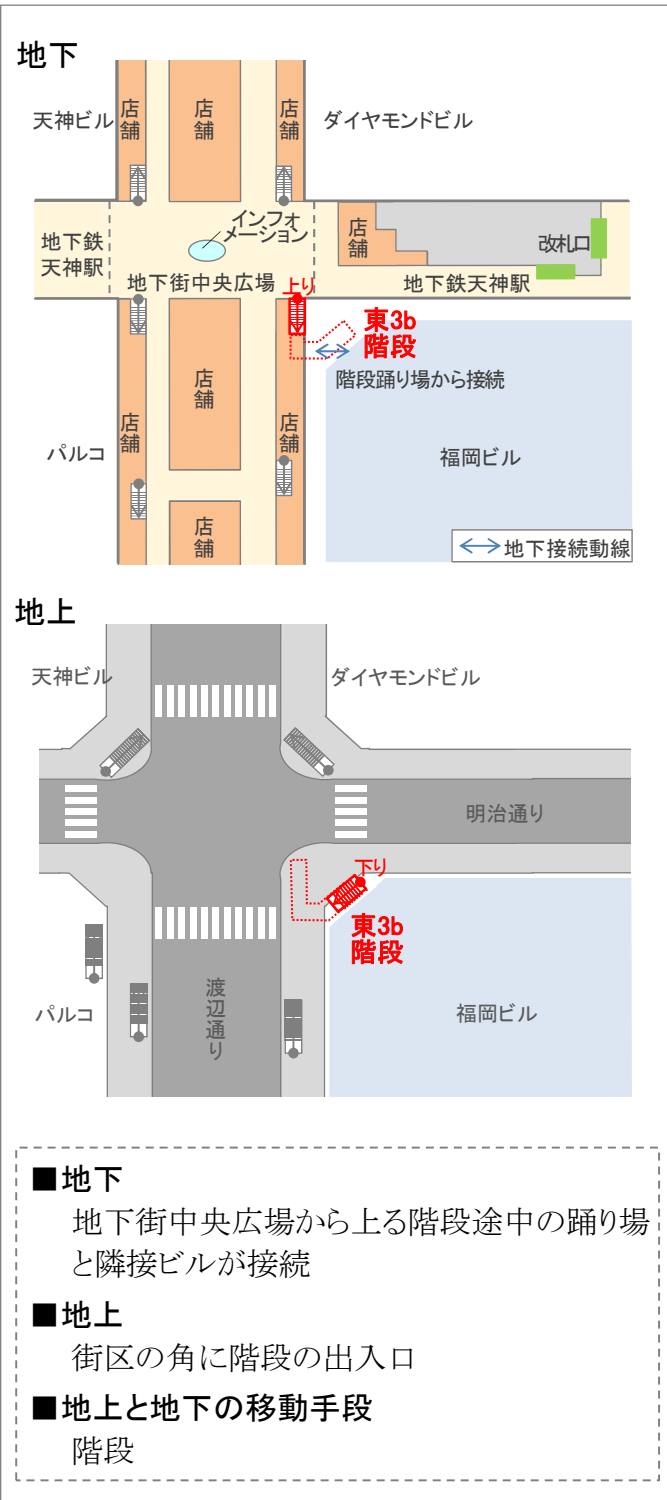 地下
天神ビル
店舗
店舗
店舗
ダイヤモンドビル
地下鉄
天神駅
インフォ
メーション
店舗
改札口
地下街中央広場
上り
地下鉄天神駅
東3b
階段
階段踊り場から接続
店舗
店舗
店舗
パルコ
福岡ビル
店舗
地下接続動線
地上
天神ビル
ダイヤモンドビル
明治通り
下り
東3b
階段
渡辺通り
パルコ
福岡ビル
■地下
地下街中央広場から上る階段途中の踊り場
と隣接ビルが接続
■地上
街区の角に階段の出入口
■地上と地下の移動手段
階段